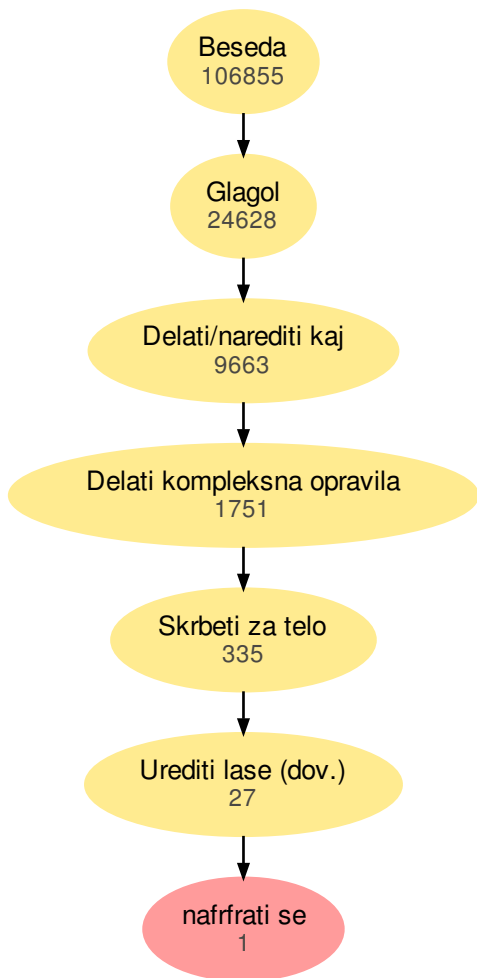 Beseda
106855
Glagol
24628
Delati/narediti kaj
9663
Delati kompleksna opravila
1751
Skrbeti za telo
335
Urediti lase (dov.)
27
nafrfrati se
1